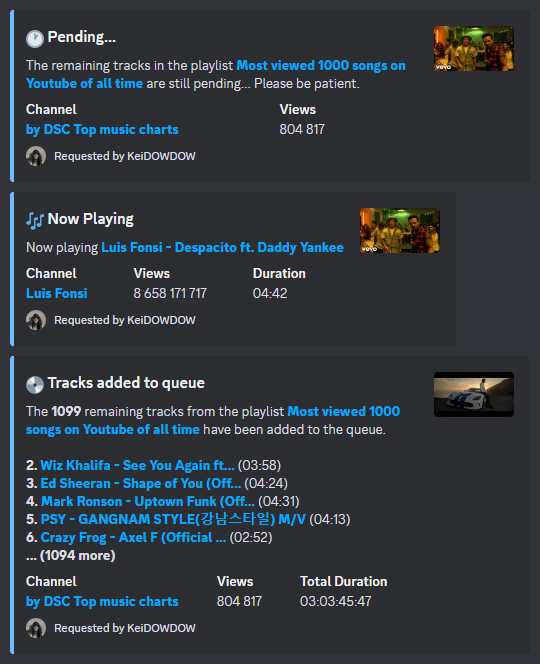 Pending...
The remaining tracks in the playlist Most viewed 1000 songs on
Youtube of all time are still pending... Please be patient.
Channel Views
by DSC Top music charts 804 817
Requested by KeiDOWDOW
vevo
Now Playing
Now playing Luis Fonsi - Despacito ft. Daddy Yankee
Channel Views Duration
Luis Fonsi 8 658 171 717 04:42
Requested by KeiDOWDOW
vevo
Tracks added to queue
The 1099 remaining tracks from the playlist Most viewed 1000
songs on Youtube of all time have been added to the queue.
2. Wiz Khalifa - See You Again ft... (03:58)
3. Ed Sheeran - Shape of You (Off... (04:24)
4. Mark Ronson - Uptown Funk (Off... (04:31)
5. PSY - GANGNAM STYLE(강남스타일) M/V (04:13)
6. Crazy Frog - Axel F (Official ... (02:52)
... (1094 more)
Channel Views Total Duration
by DSC Top music charts 804 817 03:03:45:47
Requested by KeiDOWDOW